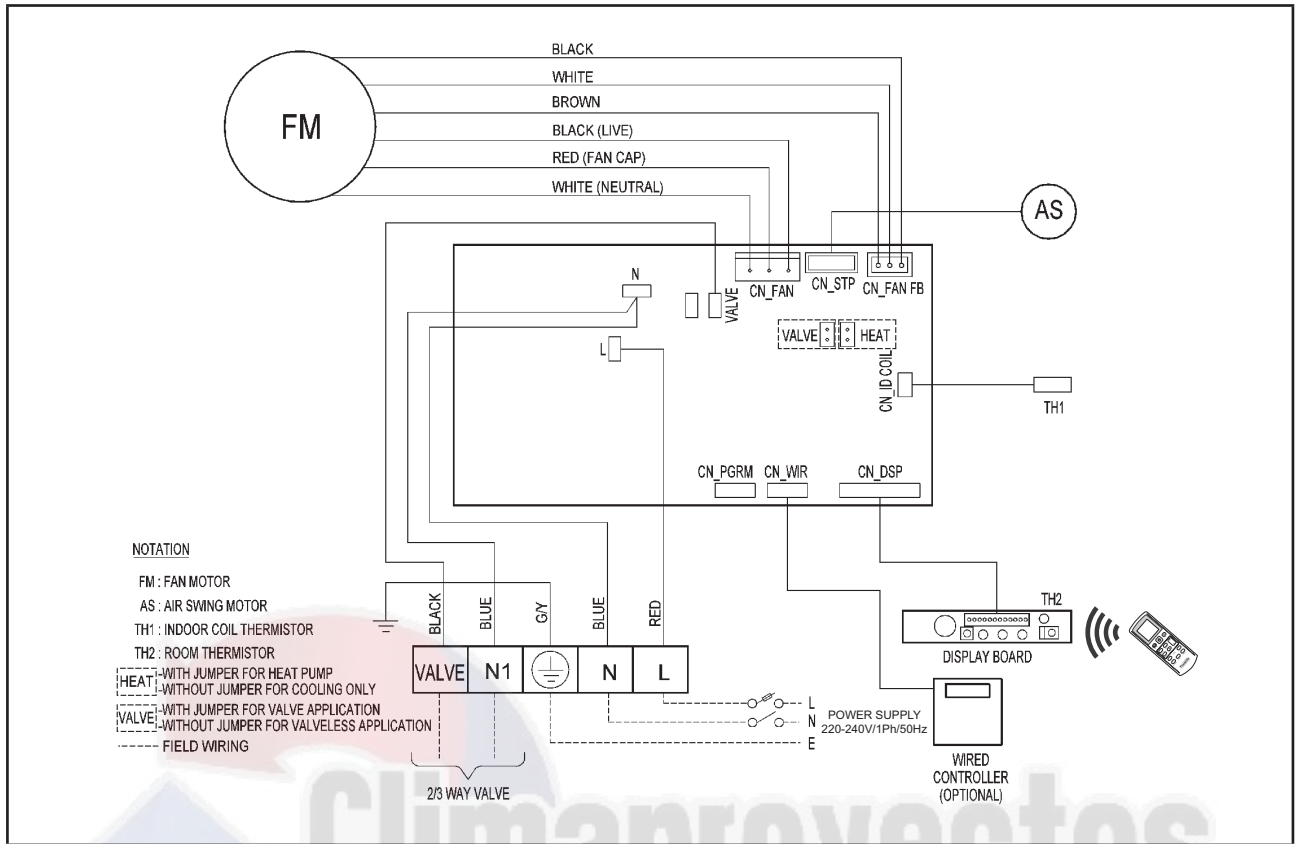 BLACK
WHITE
BROWN
BLACK (LIVE)
RED (FAN CAP)
WHITE (NEUTRAL)
FM
AS
N
VALVE
CN_FAN
CN_STP
CN_FAN FB
L
VALVE
HEAT
CN_ID COIL
TH1
CN_PGRM
CN_WIR
CN_DSP
NOTATION
FM : FAN MOTOR
AS : AIR SWING MOTOR
TH1 : INDOOR COIL THERMISTOR
TH2 : ROOM THERMISTOR
HEAT
-WITH JUMPER FOR HEAT PUMP
-WITHOUT JUMPER FOR COOLING ONLY
VALVE
-WITH JUMPER FOR VALVE APPLICATION
-WITHOUT JUMPER FOR VALVELESS APPLICATION
------- FIELD WIRING
BLACK
BLUE
G/Y
BLUE
RED
VALVE
N1
N
L
2/3 WAY VALVE
L
N
E
POWER SUPPLY
220-240V/1Ph/50Hz
TH2
DISPLAY BOARD
WIRED
CONTROLLER
(OPTIONAL)
Climaproyectos